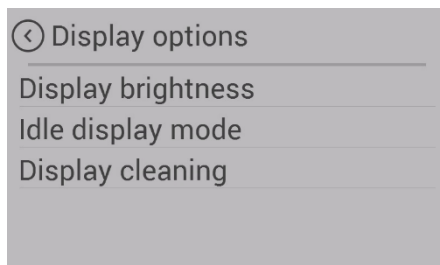 Display options
Display brightness
Idle display mode
Display cleaning